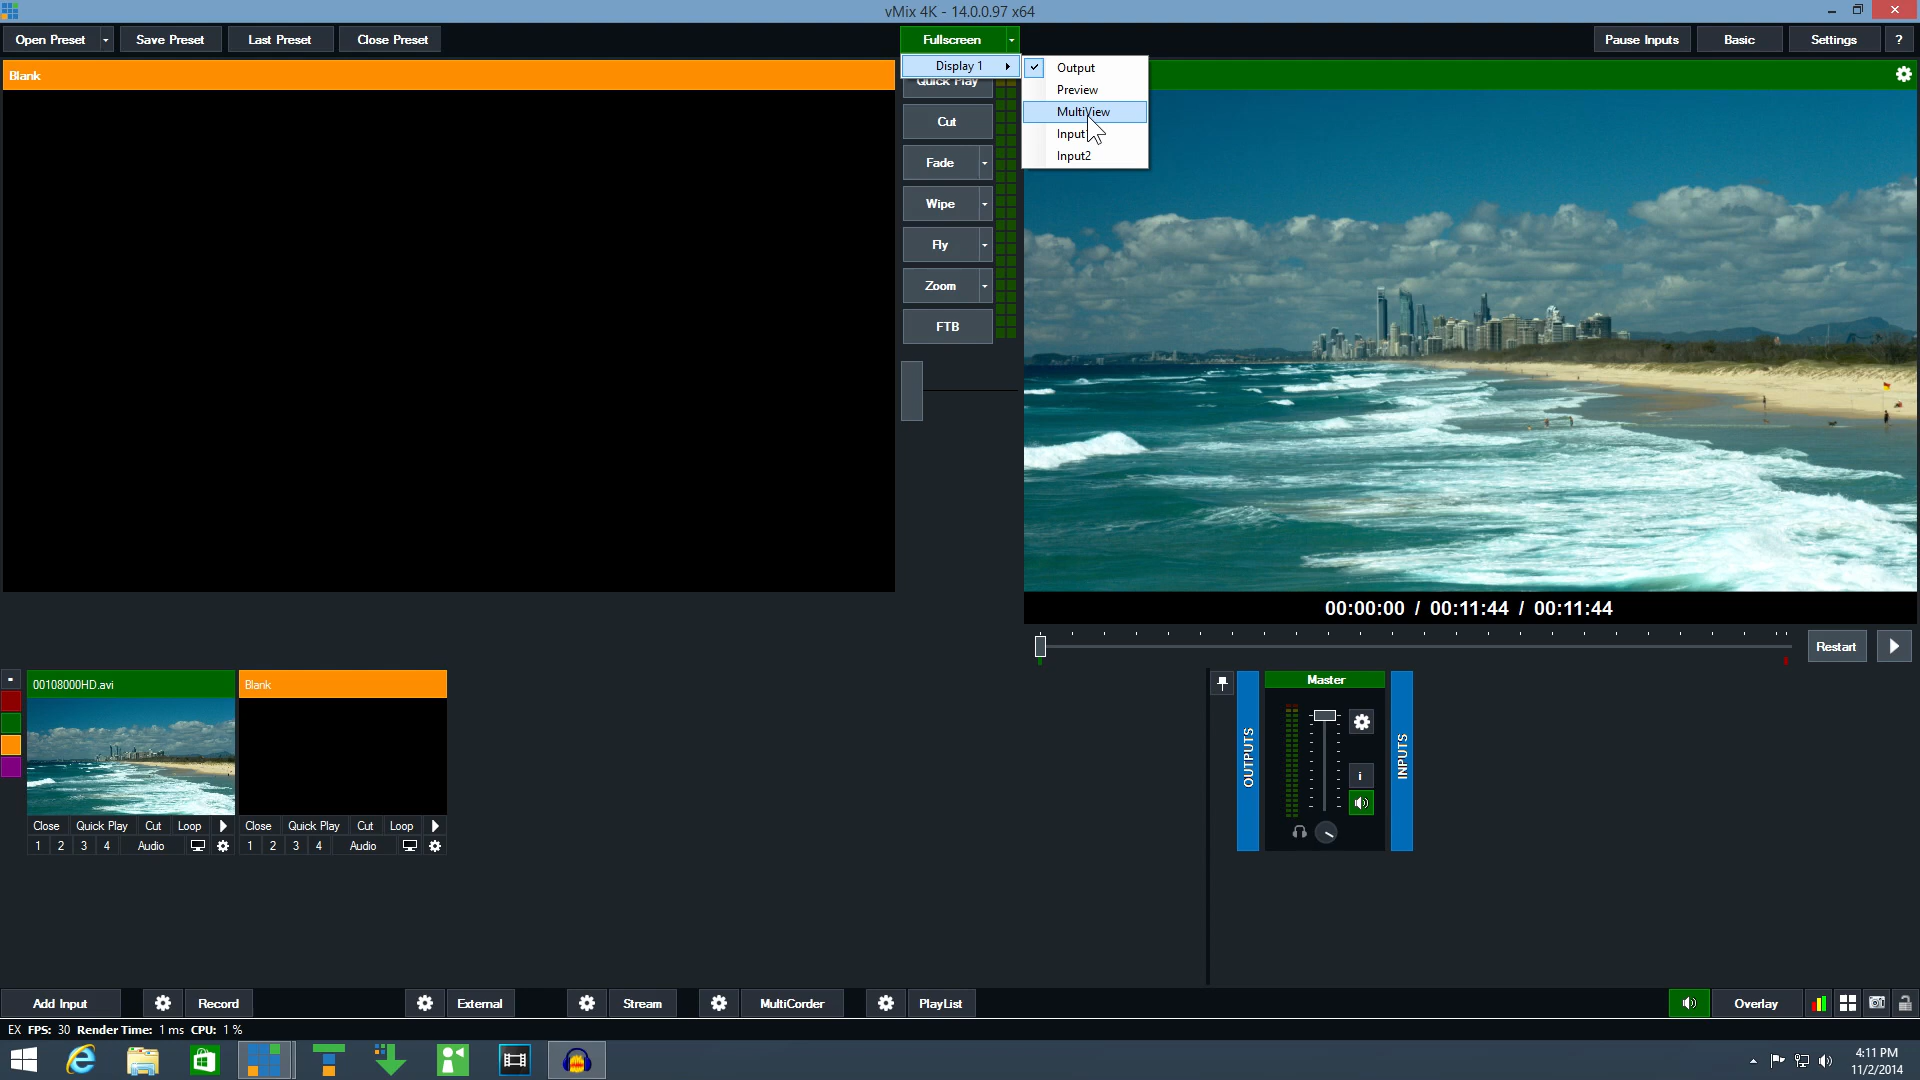 vMix 4K - 14.0.0.97 x64
Open Preset
Save Preset
Last Preset
Close Preset
Fullscreen
Pause Inputs
Basic
Settings
?
Blank
Display 1
Output
Preview
MultiView
Input1
Input2
Quick Play
Cut
Fade
Wipe
Fly
Zoom
FTB
00:00:00 / 00:11:44 / 00:11:44
Restart
00108000HD.avi
Blank
Close Quick Play Cut Loop
Close Quick Play Cut Loop
1 2 3 4 Audio
1 2 3 4 Audio
OUTPUTS
Master
i
INPUTS
Add Input
Record
External
Stream
MultiCorder
PlayList
Overlay
EX FPS: 30 Render Time: 1 ms CPU: 1 %
4:11 PM
11/2/2014